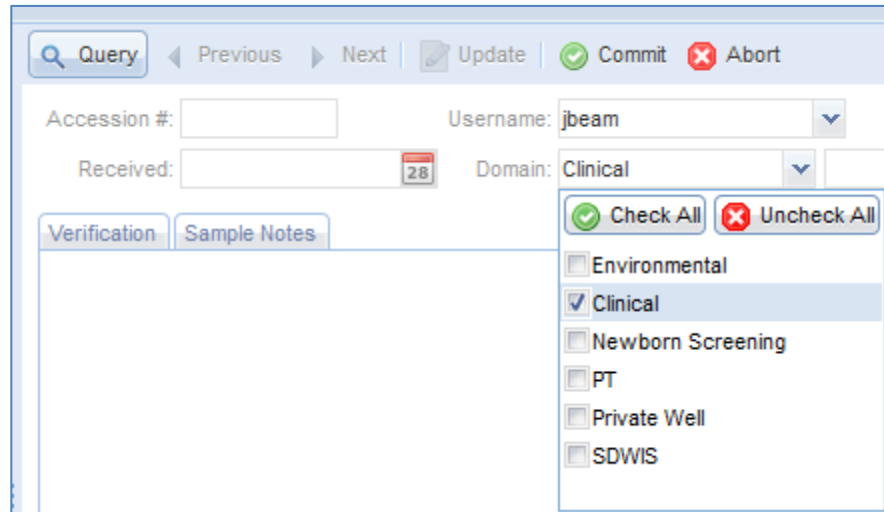 Query Previous Next Update Commit Abort
Accession #: Username: jbeam
Received: 28 Domain: Clinical
Check All Uncheck All
Verification Sample Notes
Environmental
Clinical
Newborn Screening
PT
Private Well
SDWIS